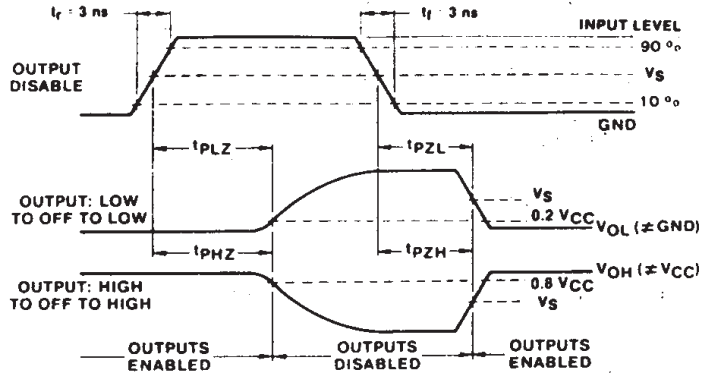 tr = 3 ns
tf = 3 ns
INPUT LEVEL
90 %
OUTPUT
DISABLE
VS
10 %
GND
tPLZ
tPZL
OUTPUT: LOW
TO OFF TO LOW
VS
0.2 VCC
VOL (≠ GND)
tPHZ
tPZH
OUTPUT: HIGH
TO OFF TO HIGH
VOH (≠ VCC)
0.8 VCC
VS
OUTPUTS
ENABLED
OUTPUTS
DISABLED
OUTPUTS
ENABLED